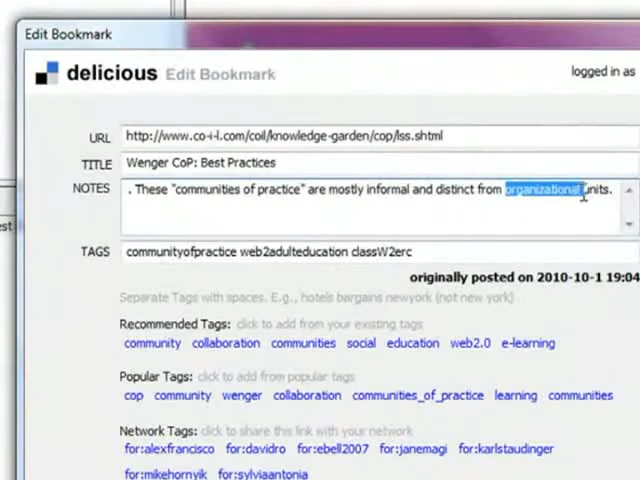 Edit Bookmark
delicious Edit Bookmark
logged in as
URL http://www.co-i-l.com/coil/knowledge-garden/cop/lss.shtml
TITLE Wenger CoP: Best Practices
NOTES . These "communities of practice" are mostly informal and distinct from organizational units.
est
TAGS communityofpractice web2adulteducation classW2erc
originally posted on 2010-10-1 19:04
Separate Tags with spaces. E.g., hotels bargains newyork (not new york)
Recommended Tags: click to add from your existing tags
community collaboration communities social education web2.0 e-learning
Popular Tags: click to add from popular tags
cop community wenger collaboration communities_of_practice learning communities
Network Tags: click to share this link with your network
for:alexfrancisco for:davidro for:ebell2007 for:janemagi for:karlstaudinger
for:mikehornyik for:sylviaantonia